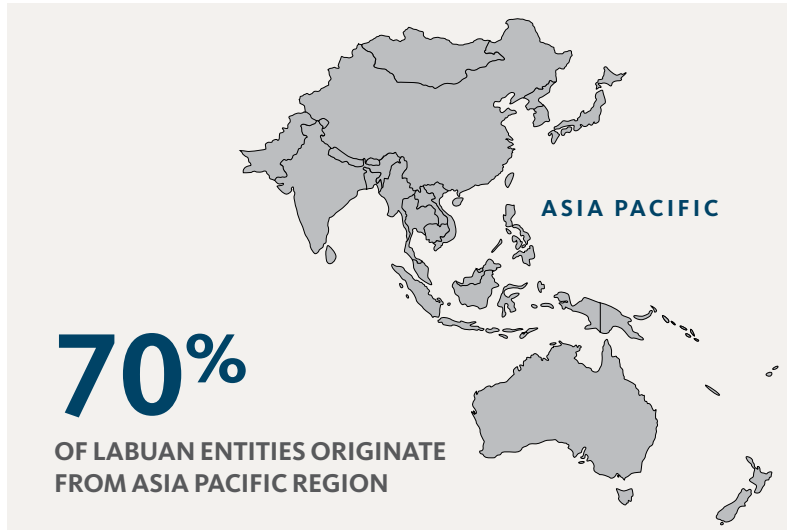 ASIA PACIFIC
70%
OF LABUAN ENTITIES ORIGINATE
FROM ASIA PACIFIC REGION